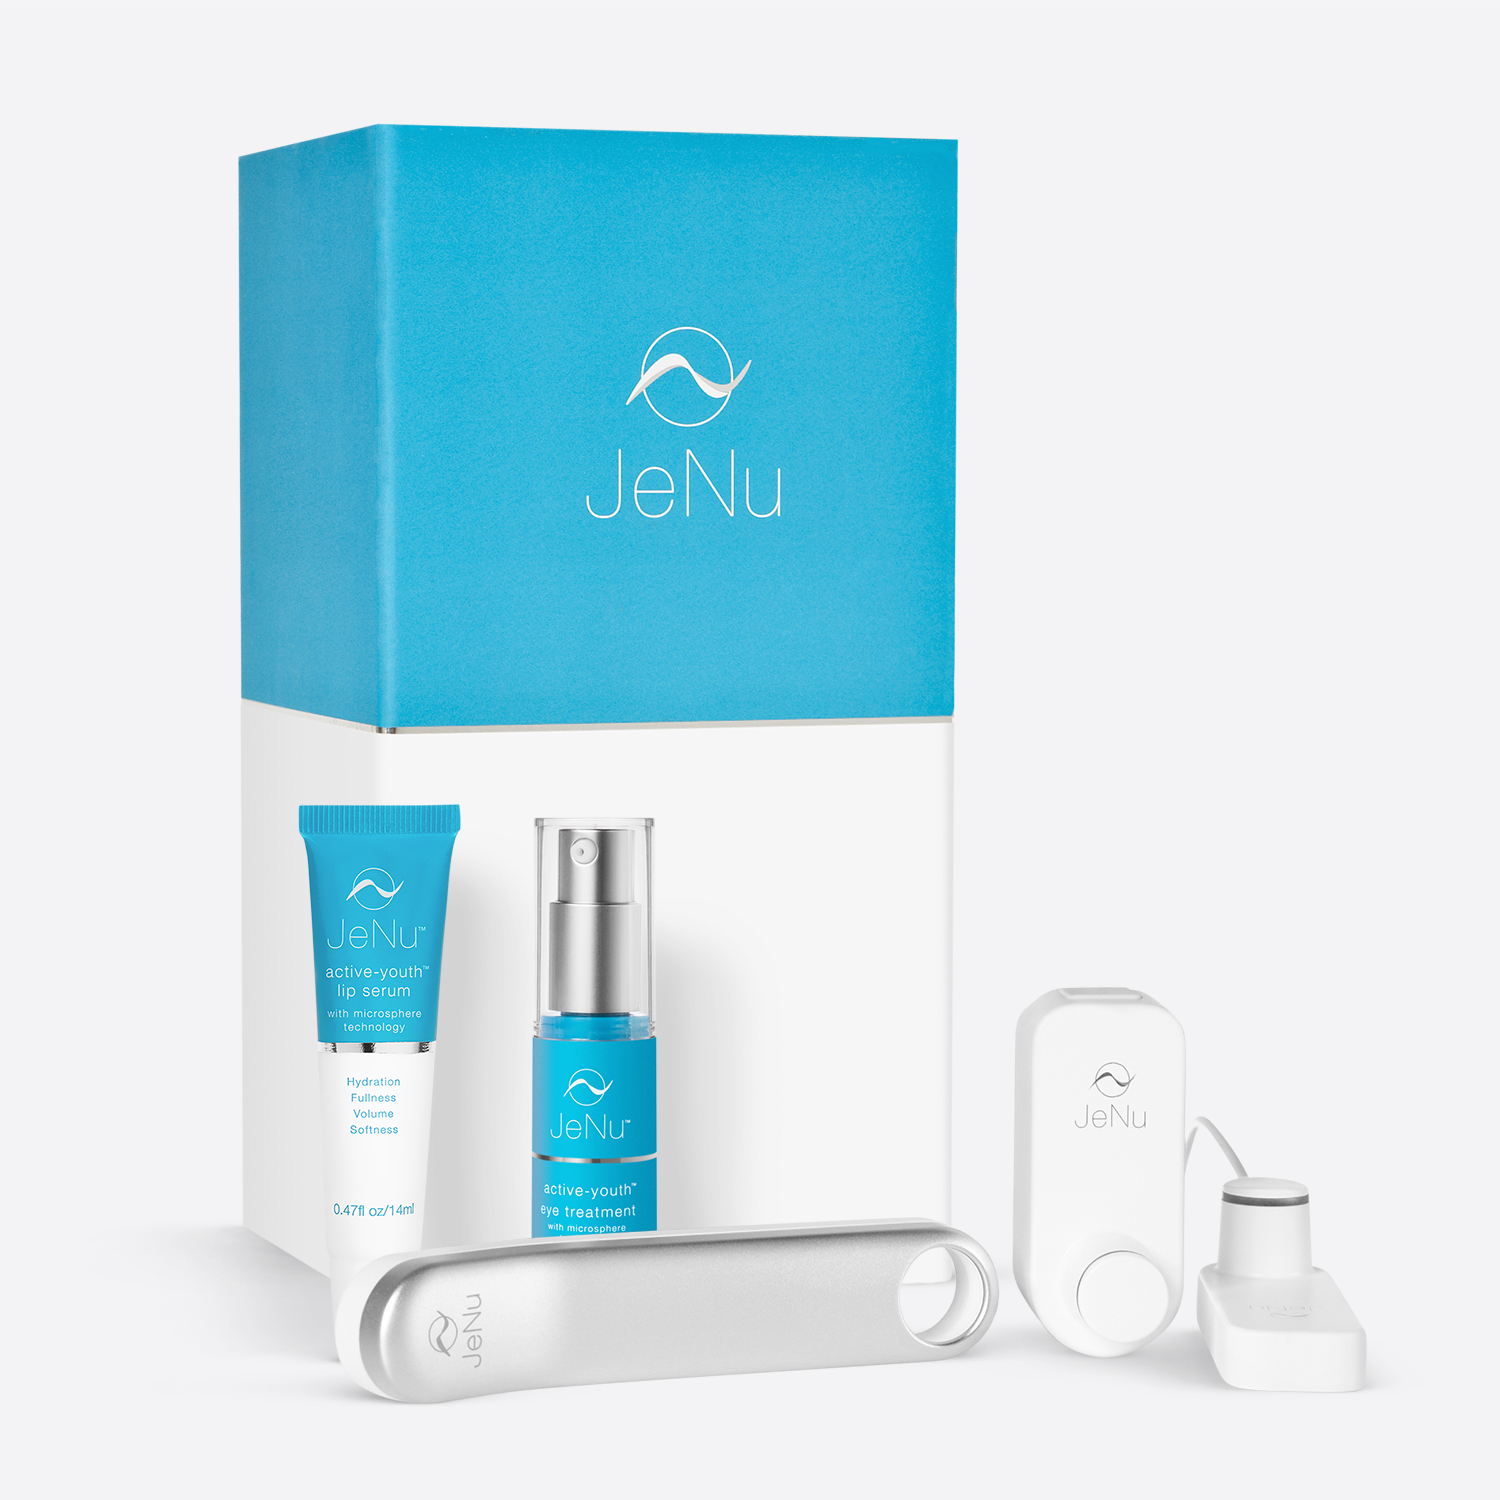 JeNu
JeNu™
active-youth™
lip serum
with microsphere
technology
Hydration
Fullness
Volume
Softness
0.47fl oz/14ml
JeNu™
active-youth™
eye treatment
with microsphere
JeNu
JeNu
JeNu